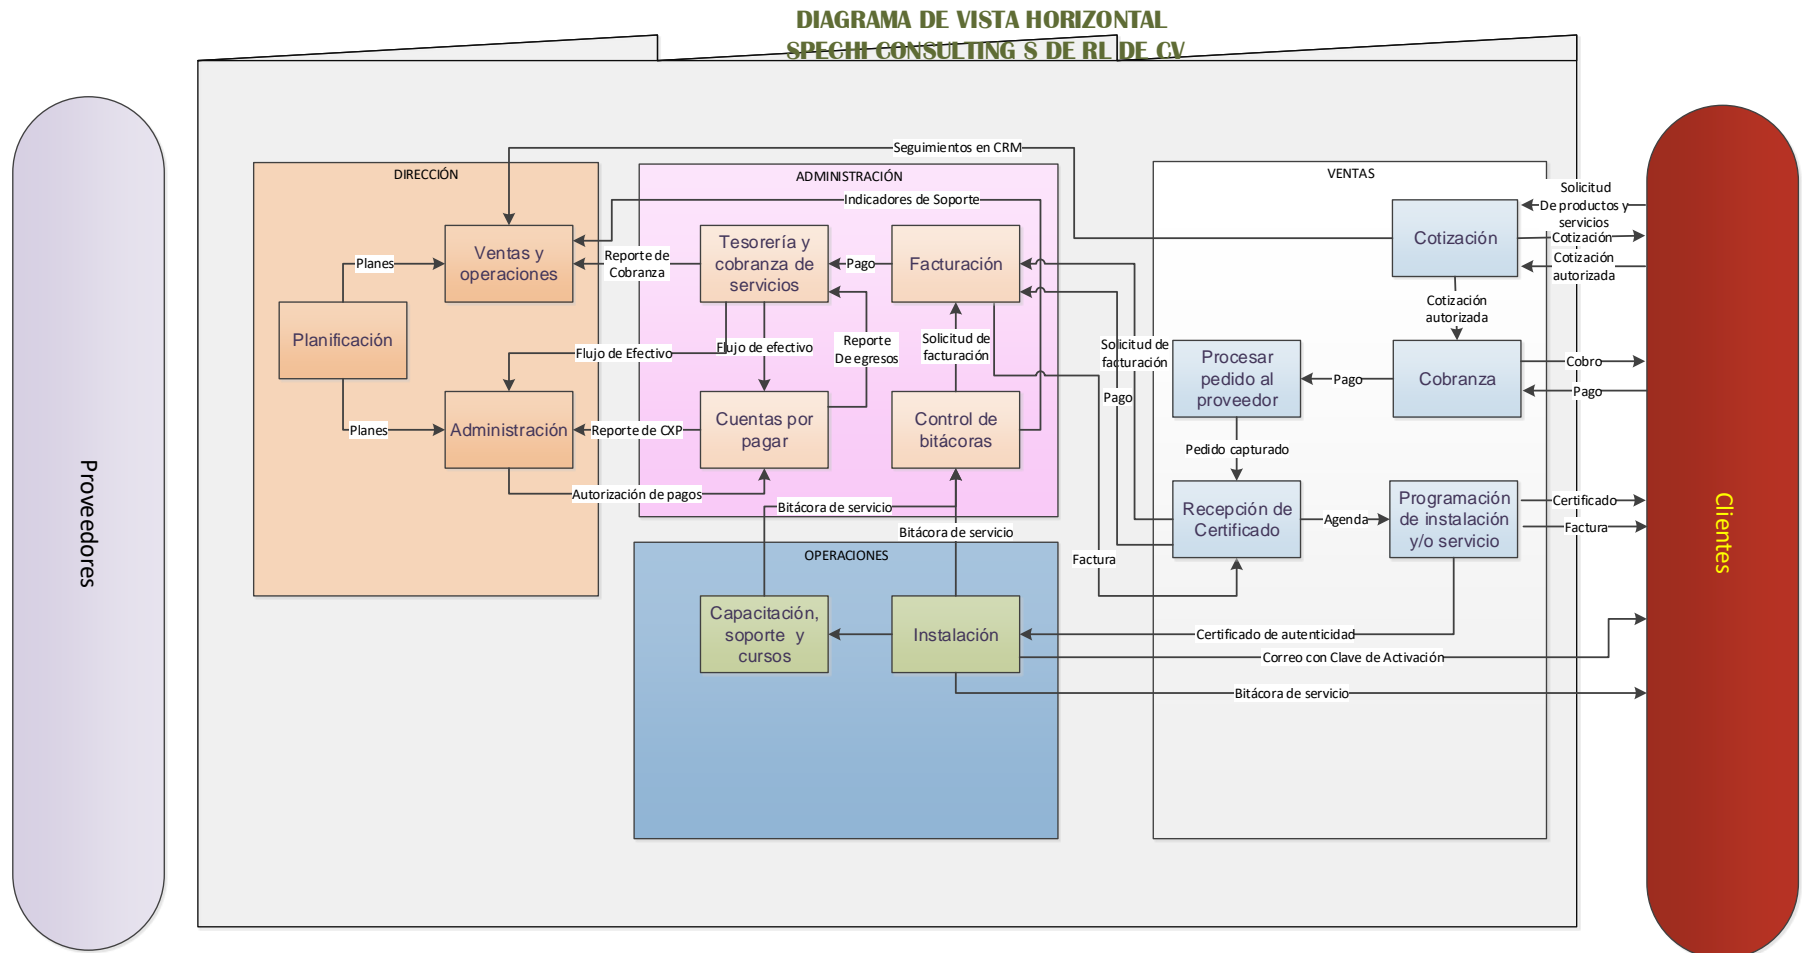 DIAGRAMA DE VISTA HORIZONTAL
SPECHI CONSULTING S DE RL DE CV
Proveedores
DIRECCIÓN
Ventas y
operaciones
Planes
Planificación
Planes
Administración
Seguimientos en CRM
ADMINISTRACIÓN
Indicadores de Soporte
Reporte de
Cobranza
Tesorería y
cobranza de
servicios
Pago
Facturación
Flujo de Efectivo
Flujo de efectivo
Reporte
De egresos
Solicitud de
facturación
Reporte de CXP
Cuentas por
pagar
Control de
bitácoras
Autorización de pagos
Bitácora de servicio
Bitácora de servicio
OPERACIONES
Capacitación,
soporte y
cursos
Instalación
VENTAS
Cotización
Solicitud
De productos y
servicios
Cotización
Cotización
autorizada
Cotización
autorizada
Solicitud de
facturación
Pago
Procesar
pedido al
proveedor
Pago
Cobranza
Cobro
Pago
Pedido capturado
Recepción de
Certificado
Agenda
Programación
de instalación
y/o servicio
Certificado
Factura
Factura
Certificado de autenticidad
Correo con Clave de Activación
Bitácora de servicio
Clientes